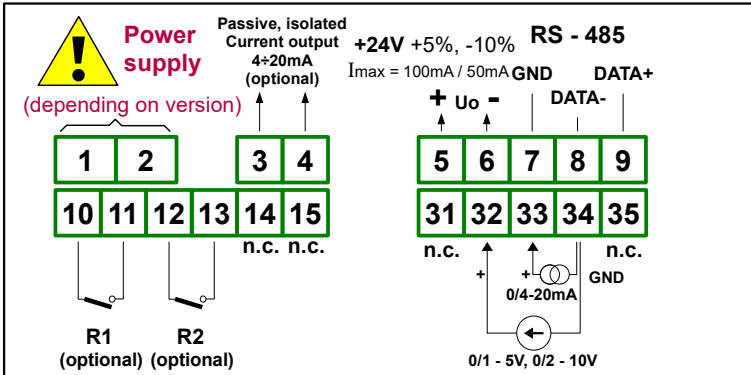 Power
supply
(depending on version)
Passive, isolated
Current output
4÷20mA
(optional)
+24V +5%, -10%
Imax = 100mA / 50mA
+ Uo -
RS - 485
GND DATA+
DATA-
1 2 3 4 5 6 7 8 9
10 11 12 13 14 15 31 32 33 34 35
n.c. n.c. n.c. n.c.
+ + GND
0/4-20mA
R1 R2
(optional) (optional)
0/1 - 5V, 0/2 - 10V